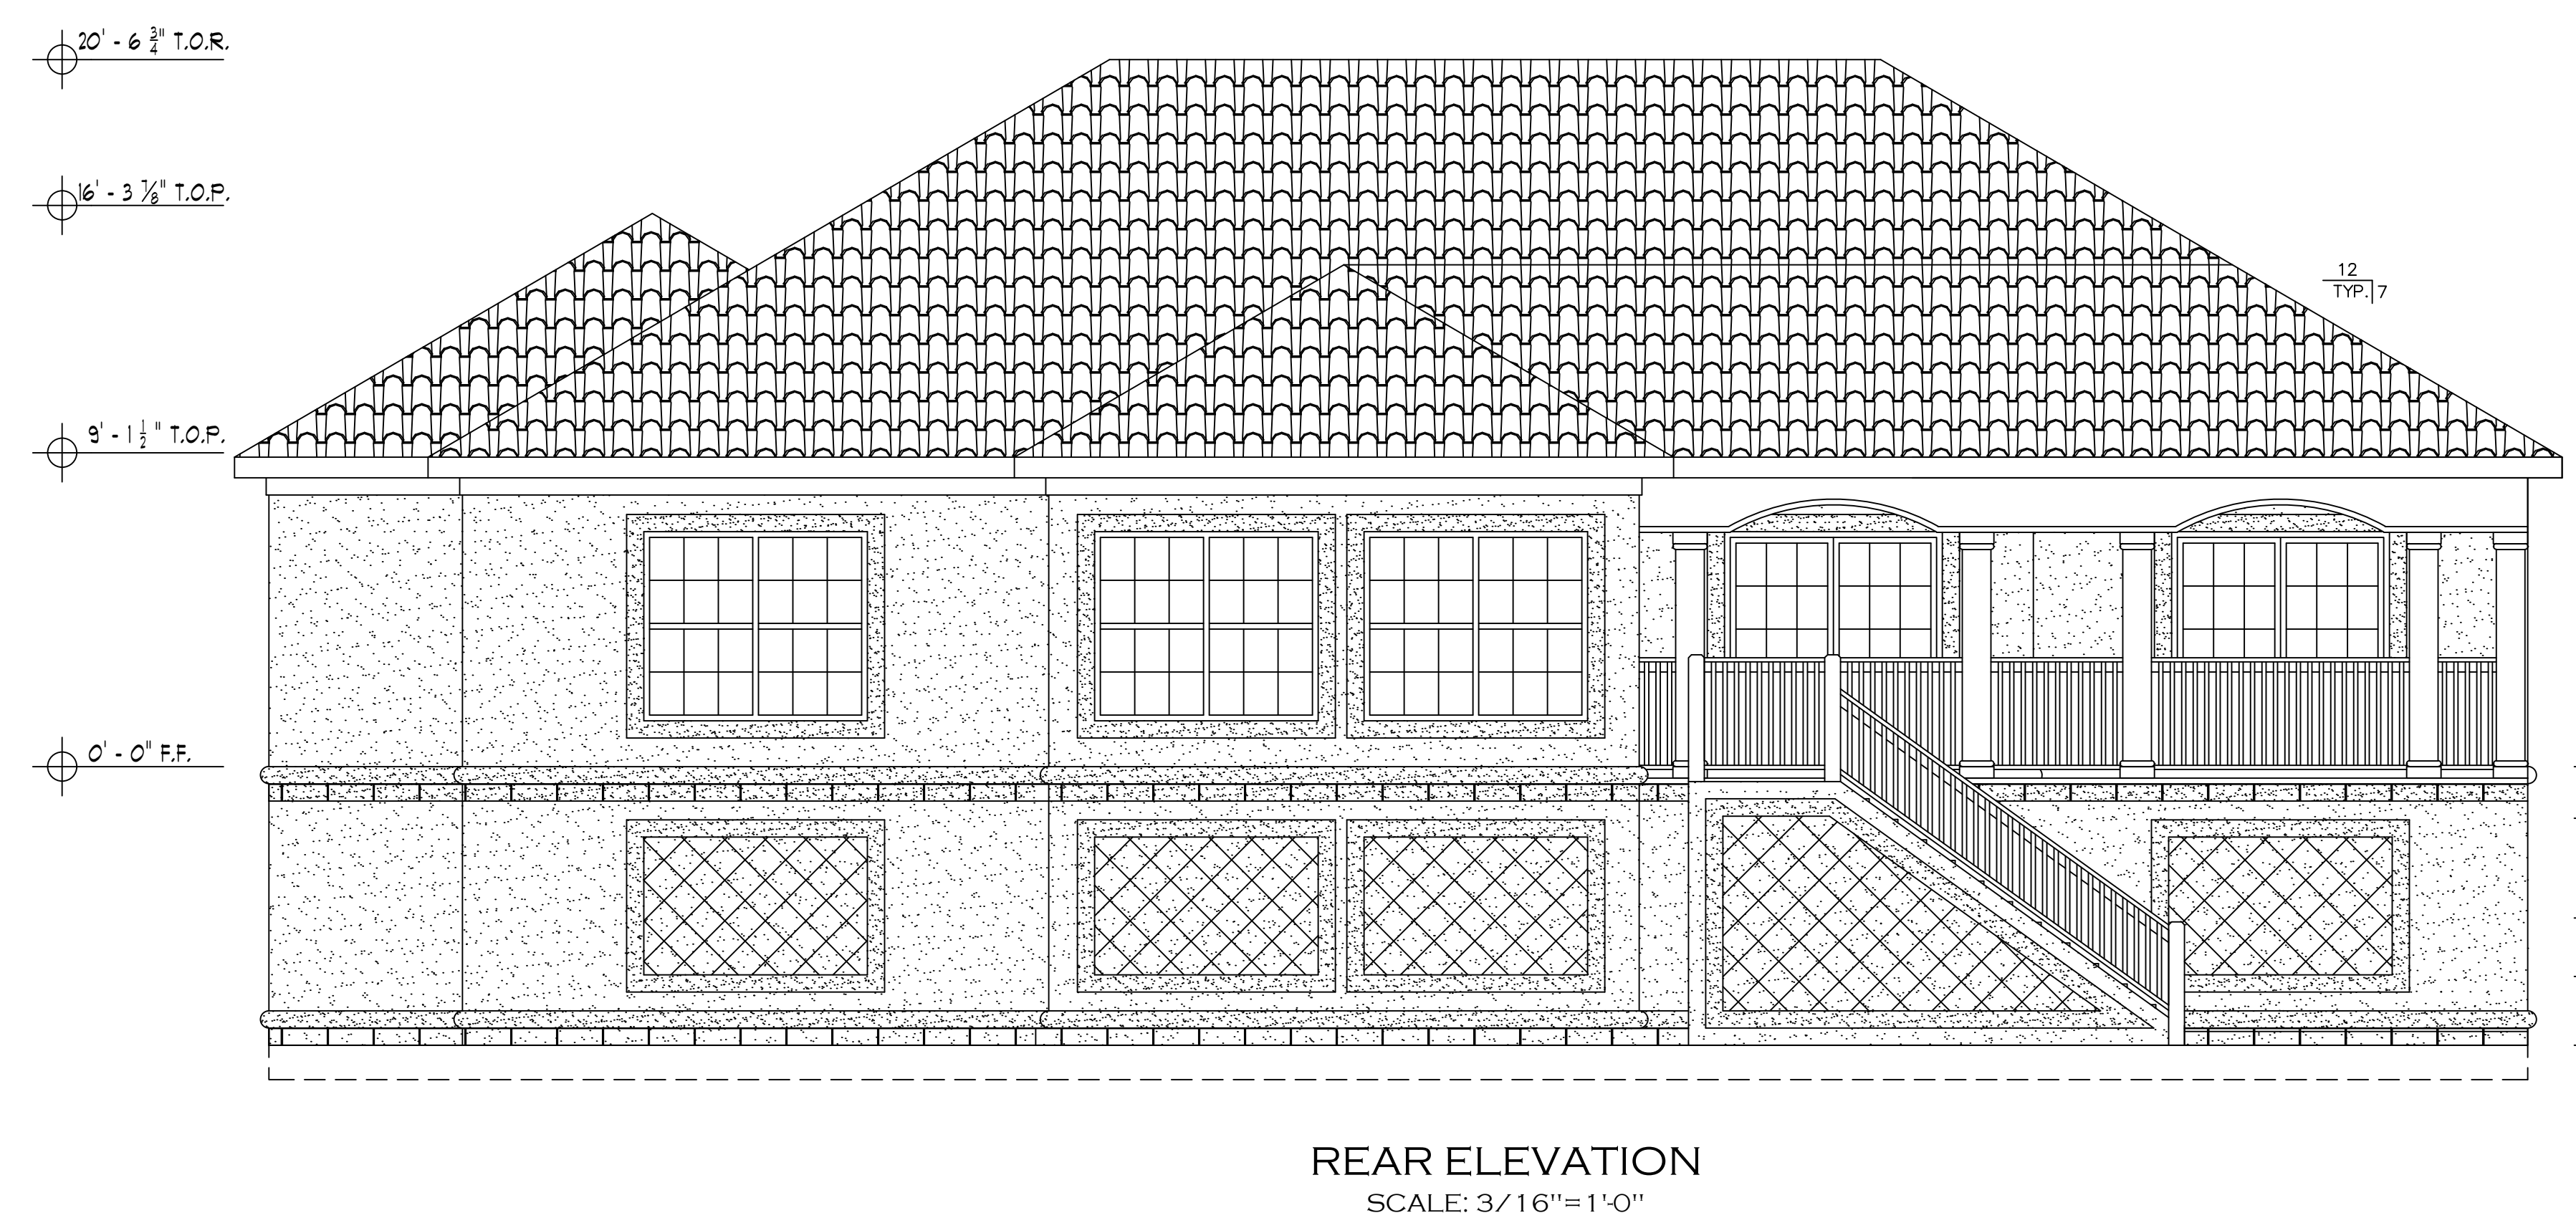 20' - 6 3/4" T.O.R.
16' - 3 7/8" T.O.P.
12
TYP. 7
9' - 1 1/2 " T.O.P.
0' - 0" F.F.
REAR ELEVATION
SCALE: 3/16"=1'-0"